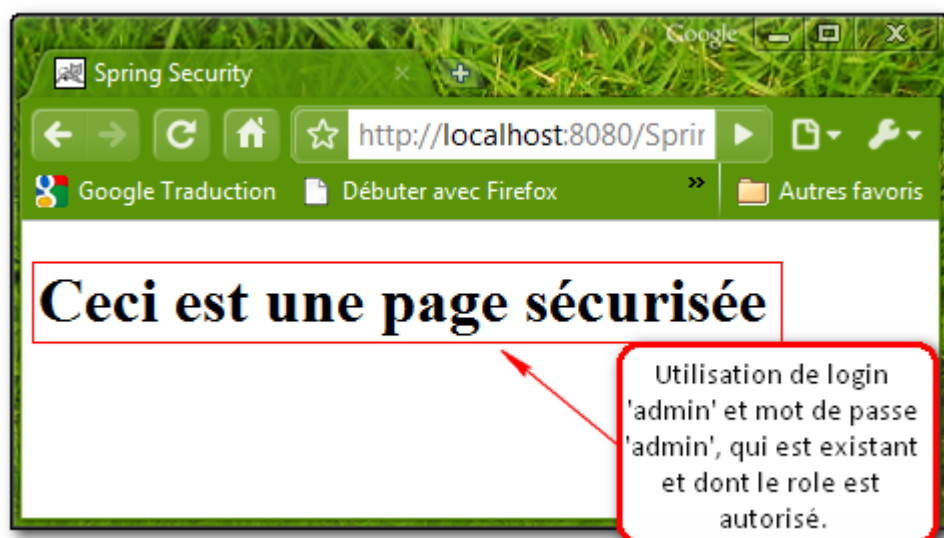 Google
Spring Security
http://localhost:8080/Sprir
Google Traduction
Débuter avec Firefox
»
Autres favoris
Ceci est une page sécurisée
Utilisation de login
'admin' et mot de passe
'admin', qui est existant
et dont le role est
autorisé.